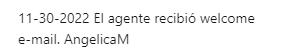 11-30-2022 El agente recibió welcome
e-mail. AngelicaM